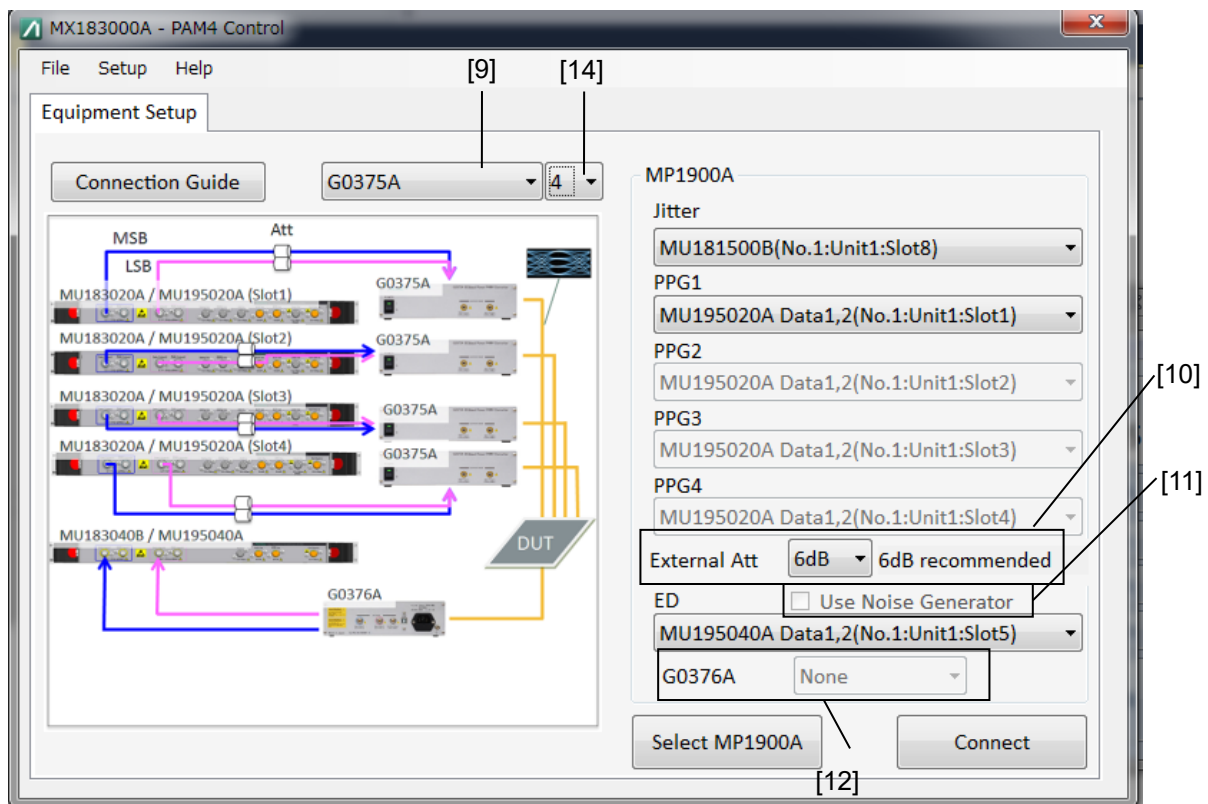 MX183000A - PAM4 Control
x
File Setup Help
[9] [14]
Equipment Setup
Connection Guide
G0375A
4
MP1900A
Jitter
MU181500B(No.1:Unit1:Slot8)
PPG1
MU195020A Data1,2(No.1:Unit1:Slot1)
PPG2
MU195020A Data1,2(No.1:Unit1:Slot2)
PPG3
MU195020A Data1,2(No.1:Unit1:Slot3)
PPG4
MU195020A Data1,2(No.1:Unit1:Slot4)
External Att 6dB 6dB recommended
ED Use Noise Generator
MU195040A Data1,2(No.1:Unit1:Slot5)
G0376A None
Select MP1900A Connect
[10]
[11]
[12]
MSB Att
LSB
MU183020A / MU195020A (Slot1)
G0375A
MU183020A / MU195020A (Slot2)
G0375A
MU183020A / MU195020A (Slot3)
G0375A
MU183020A / MU195020A (Slot4)
G0375A
MU183040B / MU195040A
DUT
G0376A